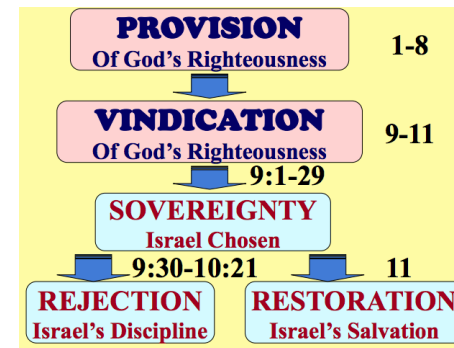 PROVISION
Of God's Righteousness
1-8
VINDICATION
Of God's Righteousness
9-11
9:1-29
SOVEREIGNTY
Israel Chosen
9:30-10:21
11
REJECTION
Israel's Discipline
RESTORATION
Israel's Salvation